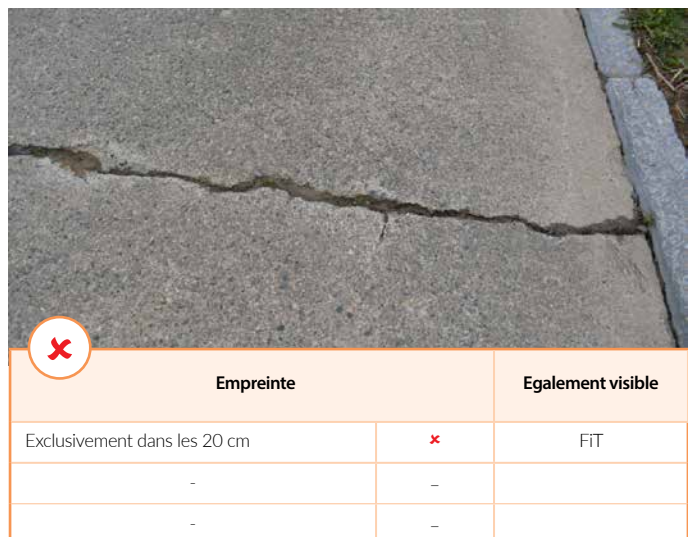 Empreinte Egalement visible
Exclusivement dans les 20 cm ✘ FiT
- –
- –